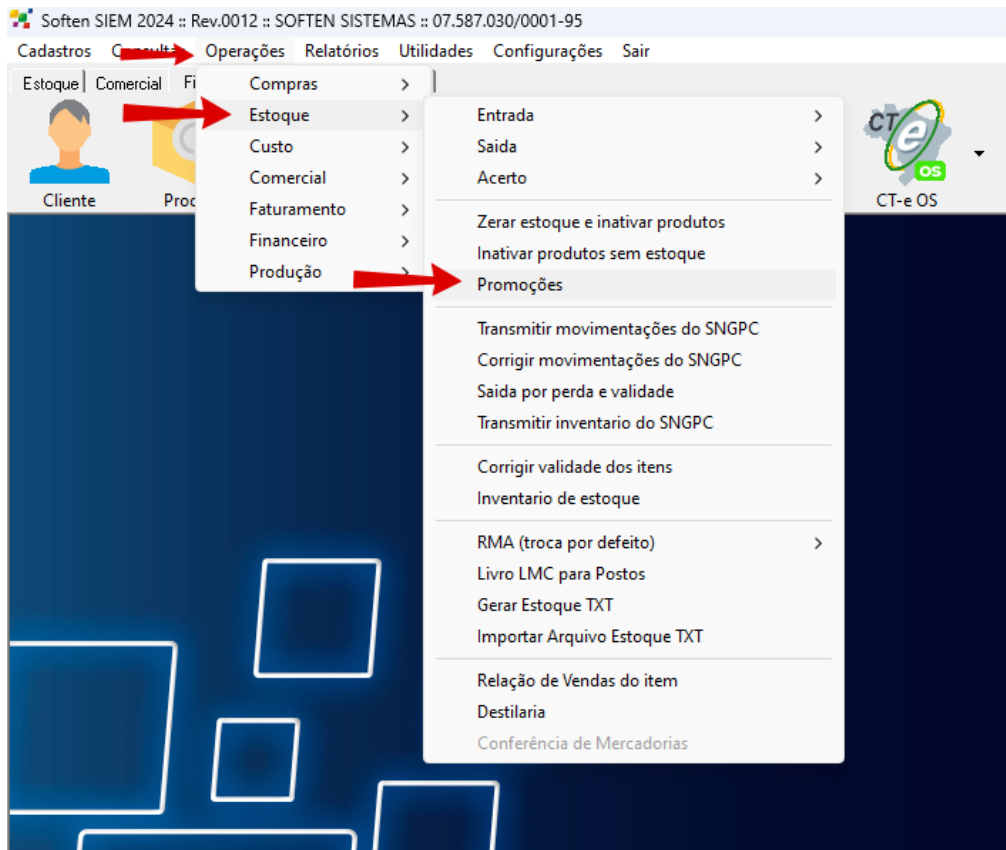 Soften SIEM 2024 :: Rev.0012 :: SOFTEN SISTEMAS :: 07.587.030/0001-95
Cadastros Operações Relatórios Utilidades Configurações Sair
Estoque Comercial
Compras
Estoque
Custo
Comercial
Faturamento
Financeiro
Produção
Entrada
Saida
Acerto
Zerar estoque e inativar produtos
Inativar produtos sem estoque
Promoções
Transmitir movimentações do SNGPC
Corrigir movimentações do SNGPC
Saida por perda e validade
Transmitir inventario do SNGPC
Corrigir validade dos itens
Inventario de estoque
RMA (troca por defeito)
Livro LMC para Postos
Gerar Estoque TXT
Importar Arquivo Estoque TXT
Relação de Vendas do item
Destilaria
Conferência de Mercadorias
Cliente
CTe OS
CT-e OS